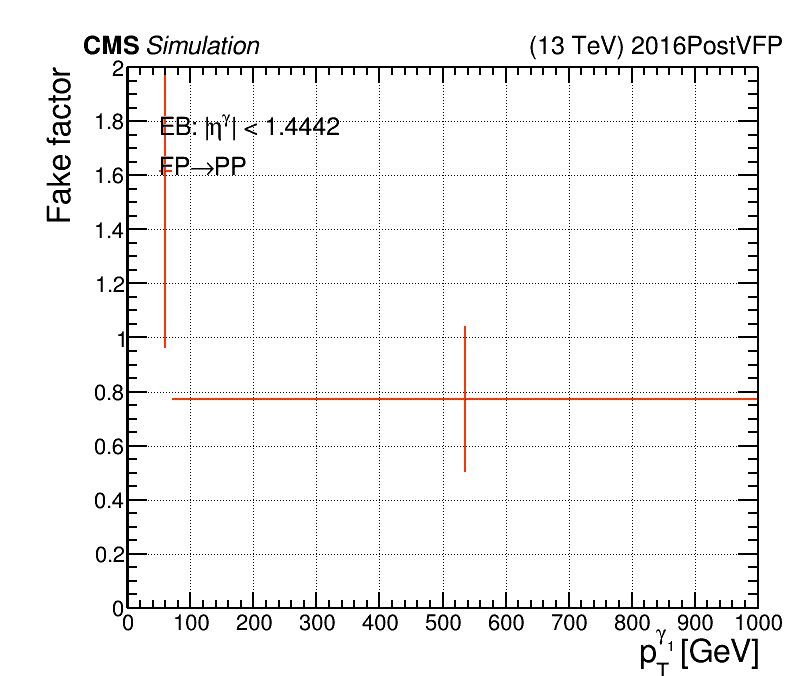 CMS Simulation (13 TeV) 2016PostVFP
Fake factor
EB: |η^γ| < 1.4442
FP→PP
2
1.8
1.6
1.4
1.2
1
0.8
0.6
0.4
0.2
0
0 100 200 300 400 500 600 700 800 900 1000
p_T^{γ_1} [GeV]